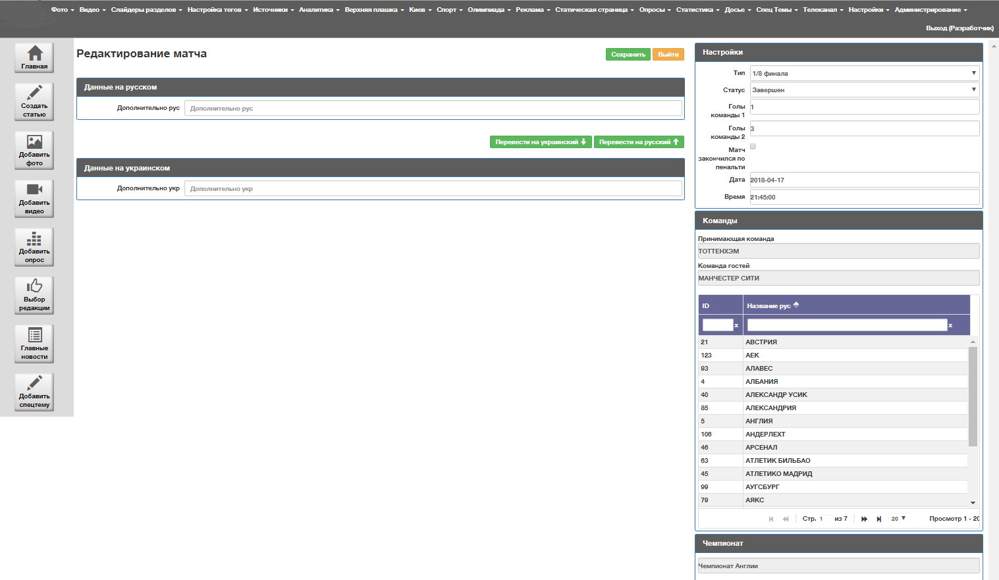 Фото Видео Слайдеры разделов Настройка тегов Источники Аналитика Верхняя плашка Киев Спорт Олимпиада Реклама Статическая страница Опросы Статистика Досье Спец Темы Телеканал Настройки Администрирование
Выход (Разработчик)
Главная
Создать
статью
Добавить
фото
Добавить
видео
Добавить
опрос
Выбор
редакции
Главные
новости
Добавить
спецтему
Редактирование матча
Сохранить Выйти
Данные на русском
Дополнительно рус Дополнительно рус
Перевести на украинский Перевести на русский
Данные на украинском
Дополнительно укр Дополнительно укр
Настройки
Тип 1/8 финала
Статус Завершен
Голы
команды 1
1
Голы
команды 2
3
Матч
закончился по
пенальти
Дата 2018-04-17
Время 21:45:00
Команды
Принимающая команда
ТОТТЕНХЭМ
Команда гостей
МАНЧЕСТЕР СИТИ
ID Название рус
x x
21 АВСТРИЯ
123 АЕК
93 АЛАВЕС
4 АЛБАНИЯ
40 АЛЕКСАНДР УСИК
85 АЛЕКСАНДРИЯ
5 АНГЛИЯ
106 АНДЕРЛЕХТ
46 АРСЕНАЛ
63 АТЛЕТИК БИЛЬБАО
45 АТЛЕТИКО МАДРИД
99 АУГСБУРГ
79 АЯКС
Стр. 1 из 7 20 Просмотр 1 - 20
Чемпионат
Чемпионат Англии